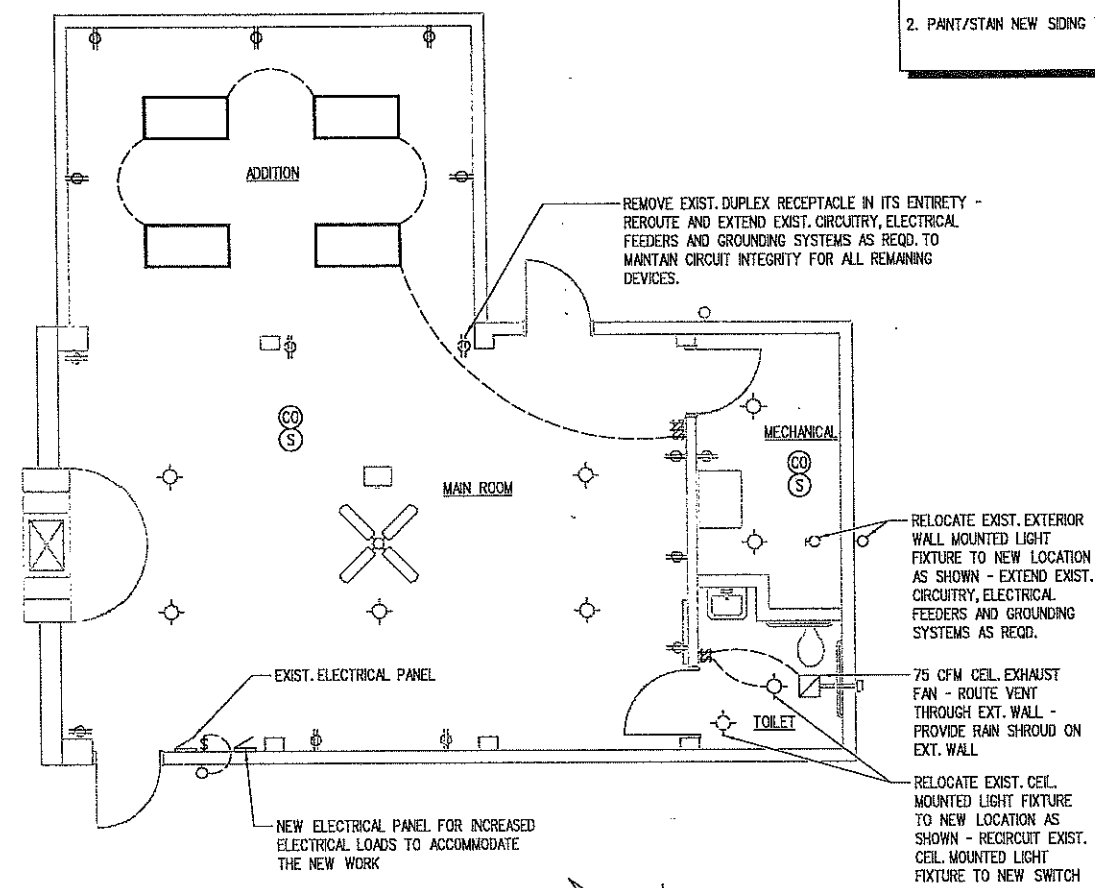 2. PAINT/STAIN NEW SIDING
ADDITION
REMOVE EXIST. DUPLEX RECEPTACLE IN ITS ENTIRETY -
REROUTE AND EXTEND EXIST. CIRCUITRY, ELECTRICAL
FEEDERS AND GROUNDING SYSTEMS AS REQD. TO
MAINTAIN CIRCUIT INTEGRITY FOR ALL REMAINING
DEVICES.
CO
S
MECHANICAL
CO
S
MAIN ROOM
RELOCATE EXIST. EXTERIOR
WALL MOUNTED LIGHT
FIXTURE TO NEW LOCATION
AS SHOWN - EXTEND EXIST.
CIRCUITRY, ELECTRICAL
FEEDERS AND GROUNDING
SYSTEMS AS REQD.
EXIST. ELECTRICAL PANEL
75 CFM CEIL. EXHAUST
FAN - ROUTE VENT
THROUGH EXT. WALL -
PROVIDE RAIN SHROUD ON
EXT. WALL
TOILET
$
RELOCATE EXIST. CEIL.
MOUNTED LIGHT FIXTURE
TO NEW LOCATION AS
SHOWN - RECIRCUIT EXIST.
CEIL. MOUNTED LIGHT
FIXTURE TO NEW SWITCH
NEW ELECTRICAL PANEL FOR INCREASED
ELECTRICAL LOADS TO ACCOMMODATE
THE NEW WORK